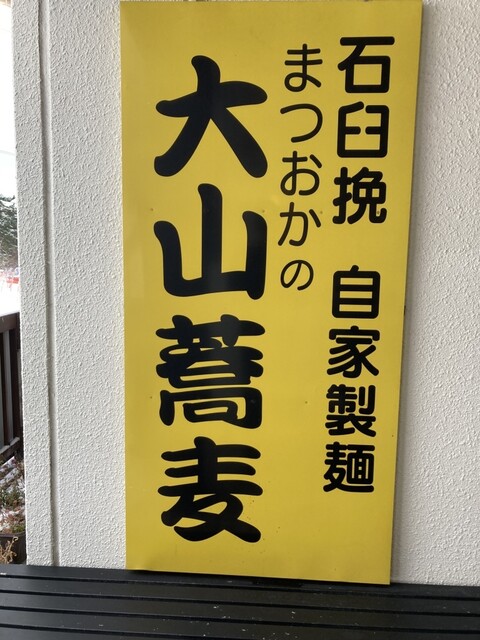 石臼挽 自家製麺
まつおかの
大山蕎麦